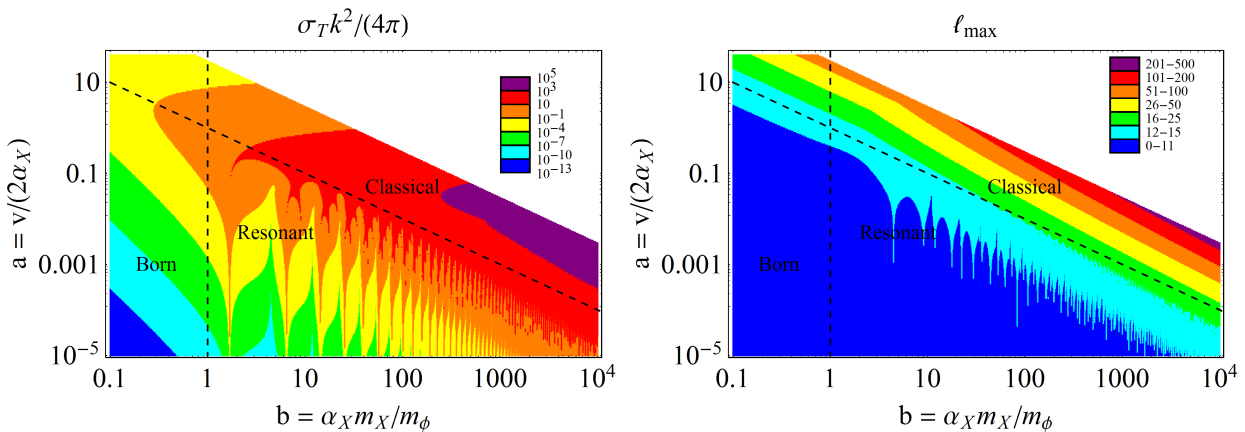 σ_T k²/(4π)
a = v/(2α_X)
10
0.1
0.001
10⁻⁵
10⁵
10³
10
10⁻¹
10⁻⁴
10⁻⁷
10⁻¹⁰
10⁻¹³
Classical
Resonant
Born
0.1
1
10
100
1000
10⁴
b = α_X m_X/m_ϕ
ℓ_max
a = v/(2α_X)
10
0.1
0.001
10⁻⁵
201-500
101-200
51-100
26-50
16-25
12-15
0-11
Classical
Resonant
Born
0.1
1
10
100
1000
10⁴
b = α_X m_X/m_ϕ